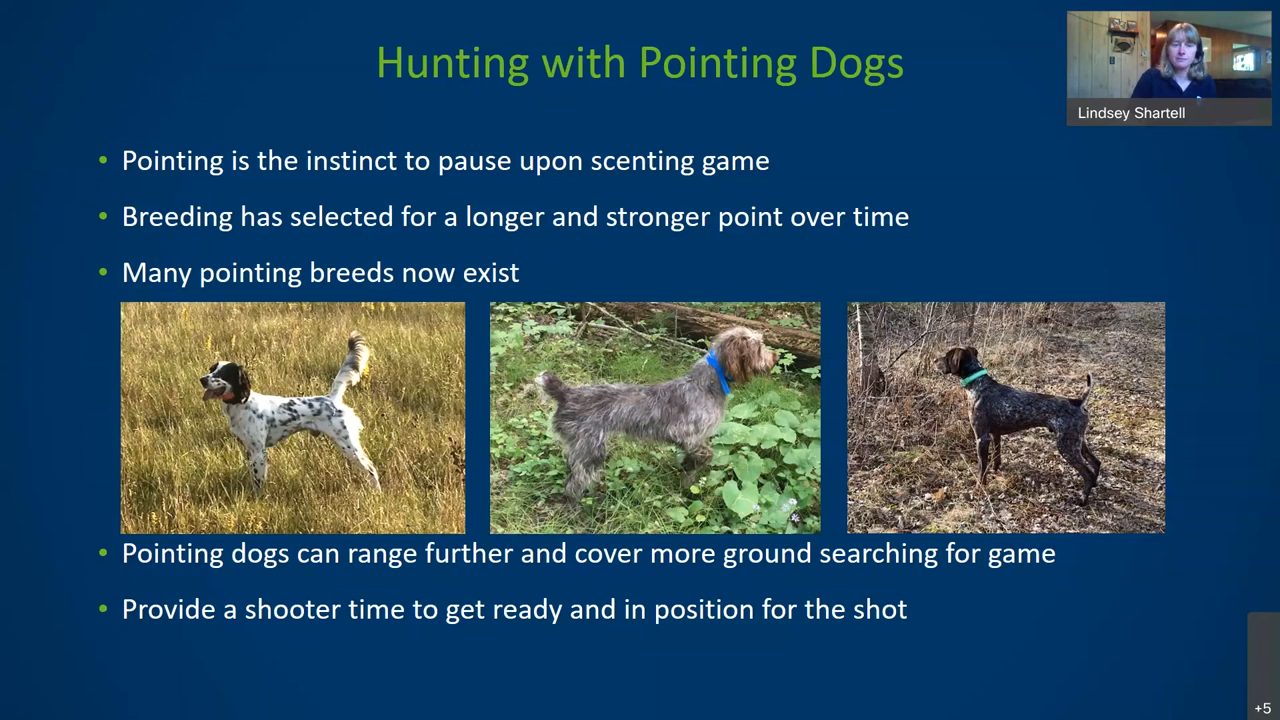 Hunting with Pointing Dogs
Lindsey Shartell
• Pointing is the instinct to pause upon scenting game
• Breeding has selected for a longer and stronger point over time
• Many pointing breeds now exist
• Pointing dogs can range further and cover more ground searching for game
• Provide a shooter time to get ready and in position for the shot
+5